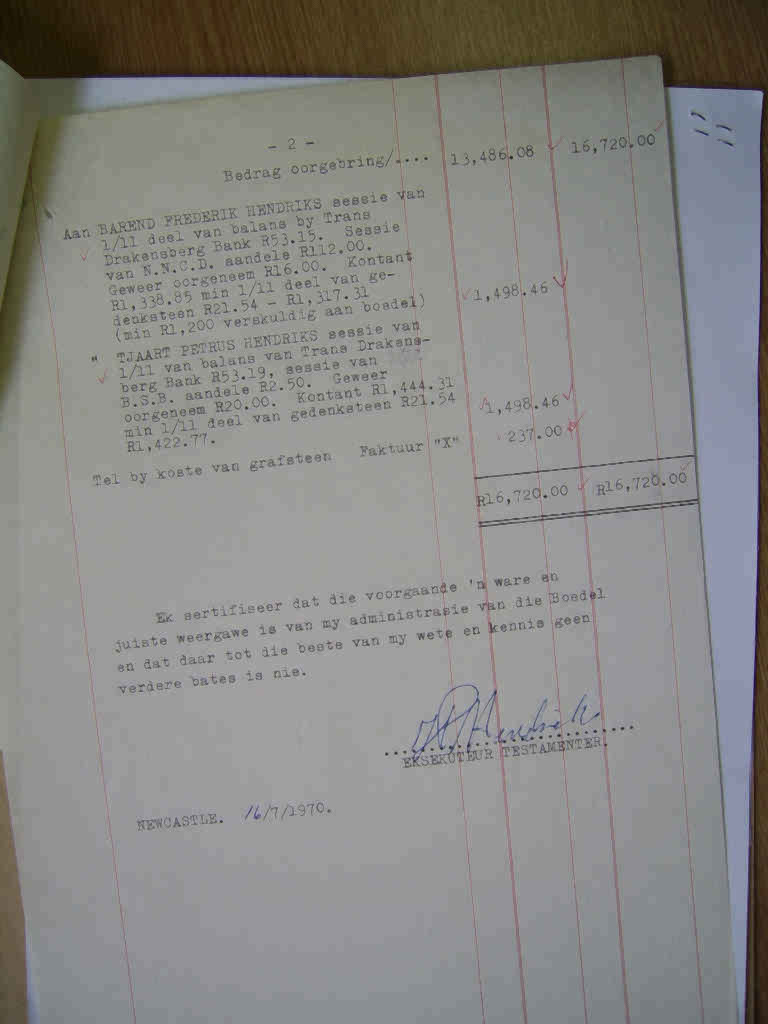 - 2 -
Bedrag oorgebring/.... 13,486.08 16,720.00
Aan BAREND FREDERIK HENDRIKS sessie van
1/11 deel van balans by Trans
Drakensberg Bank R53.15. Sessie
van N.N.C.D. aandele R112.00.
Geweer oorgeneem R16.00. Kontant
R1,338.85 min 1/11 deel van ge-
denksteen R21.54 - R1,317.31 1,498.46
(min R1,200 verskuldig aan boedel)
" TJAART PETRUS HENDRIKS sessie van
1/11 van balans van Trans Drakens-
berg Bank R53.19, sessie van
B.S.B. aandele R2.50. Geweer
oorgeneem R20.00. Kontant R1,444.31
min 1/11 deel van gedenksteen R21.54 1,498.46
R1,422.77.
Tel by koste van grafsteen Faktuur "X" 237.00
R16,720.00 R16,720.00
Ek sertifiseer dat die voorgaande 'n ware en
juiste weergawe is van my administrasie van die Boedel
en dat daar tot die beste van my wete en kennis geen
verdere bates is nie.
Hendriks
EKSEKUTEUR TESTAMENTER.
NEWCASTLE. 16/7/1970.